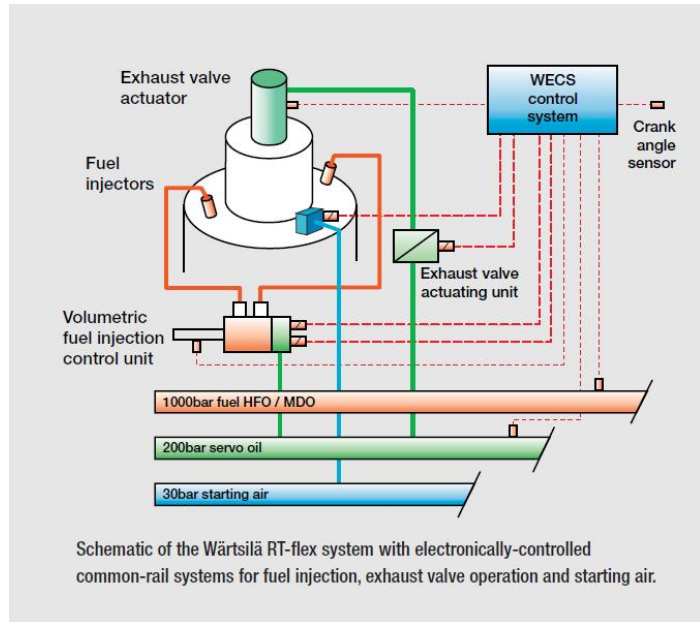 Exhaust valve
actuator
WECS
control
system
Crank
angle
sensor
Fuel
injectors
Exhaust valve
actuating unit
Volumetric
fuel injection
control unit
1000bar fuel HFO / MDO
200bar servo oil
30bar starting air
Schematic of the Wärtsilä RT-flex system with electronically-controlled
common-rail systems for fuel injection, exhaust valve operation and starting air.